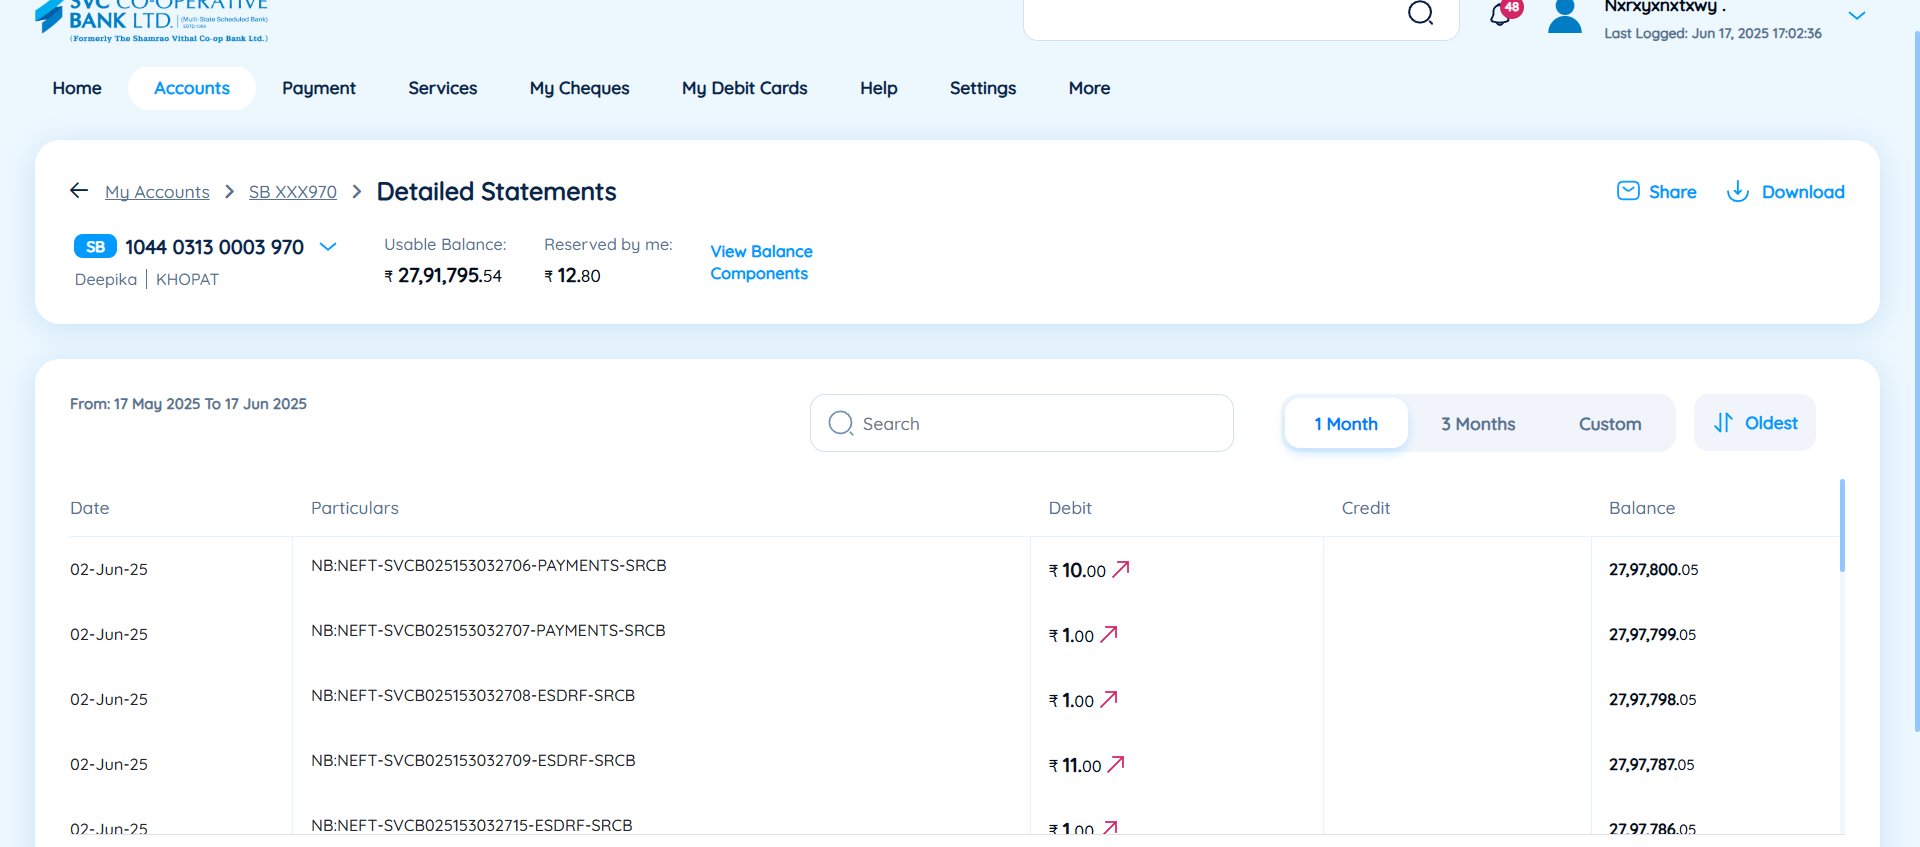 SVC CO-OPERATIVE
BANK LTD. (Multi-State Scheduled Bank)
(Formerly The Shamrao Vithal Co-op Bank Ltd.)
48
Nxrxyxnxtxwy .
Last Logged: Jun 17, 2025 17:02:36
Home Accounts Payment Services My Cheques My Debit Cards Help Settings More
My Accounts > SB XXX970 > Detailed Statements
Share Download
SB 1044 0313 0003 970
Deepika | KHOPAT
Usable Balance:
₹ 27,91,795.54
Reserved by me:
₹ 12.80
View Balance
Components
From: 17 May 2025 To 17 Jun 2025
Search
1 Month 3 Months Custom
Oldest
Date Particulars Debit Credit Balance
02-Jun-25 NB:NEFT-SVCB025153032706-PAYMENTS-SRCB ₹ 10.00 27,97,800.05
02-Jun-25 NB:NEFT-SVCB025153032707-PAYMENTS-SRCB ₹ 1.00 27,97,799.05
02-Jun-25 NB:NEFT-SVCB025153032708-ESDRF-SRCB ₹ 1.00 27,97,798.05
02-Jun-25 NB:NEFT-SVCB025153032709-ESDRF-SRCB ₹ 11.00 27,97,787.05
02-Jun-25 NB:NEFT-SVCB025153032715-ESDRF-SRCB ₹ 1.00 27,97,786.05